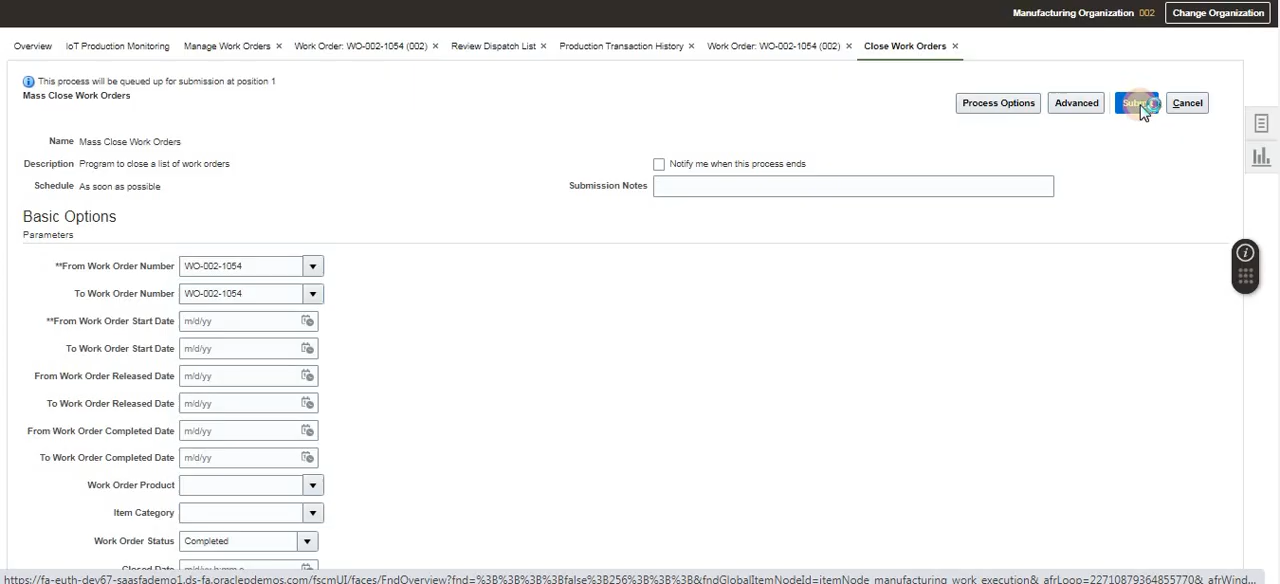 Manufacturing Organization 002 Change Organization
Overview IoT Production Monitoring Manage Work Orders × Work Order: WO-002-1054 (002) × Review Dispatch List × Production Transaction History × Work Order: WO-002-1054 (002) × Close Work Orders ×
This process will be queued up for submission at position 1
Mass Close Work Orders
Process Options Advanced Cancel
Name Mass Close Work Orders
Description Program to close a list of work orders
Notify me when this process ends
Schedule As soon as possible
Submission Notes
Basic Options
Parameters
**From Work Order Number WO-002-1054
To Work Order Number WO-002-1054
**From Work Order Start Date m/d/yy
To Work Order Start Date m/d/yy
From Work Order Released Date m/d/yy
To Work Order Released Date m/d/yy
From Work Order Completed Date m/d/yy
To Work Order Completed Date m/d/yy
Work Order Product
Item Category
Work Order Status Completed
Closed Date